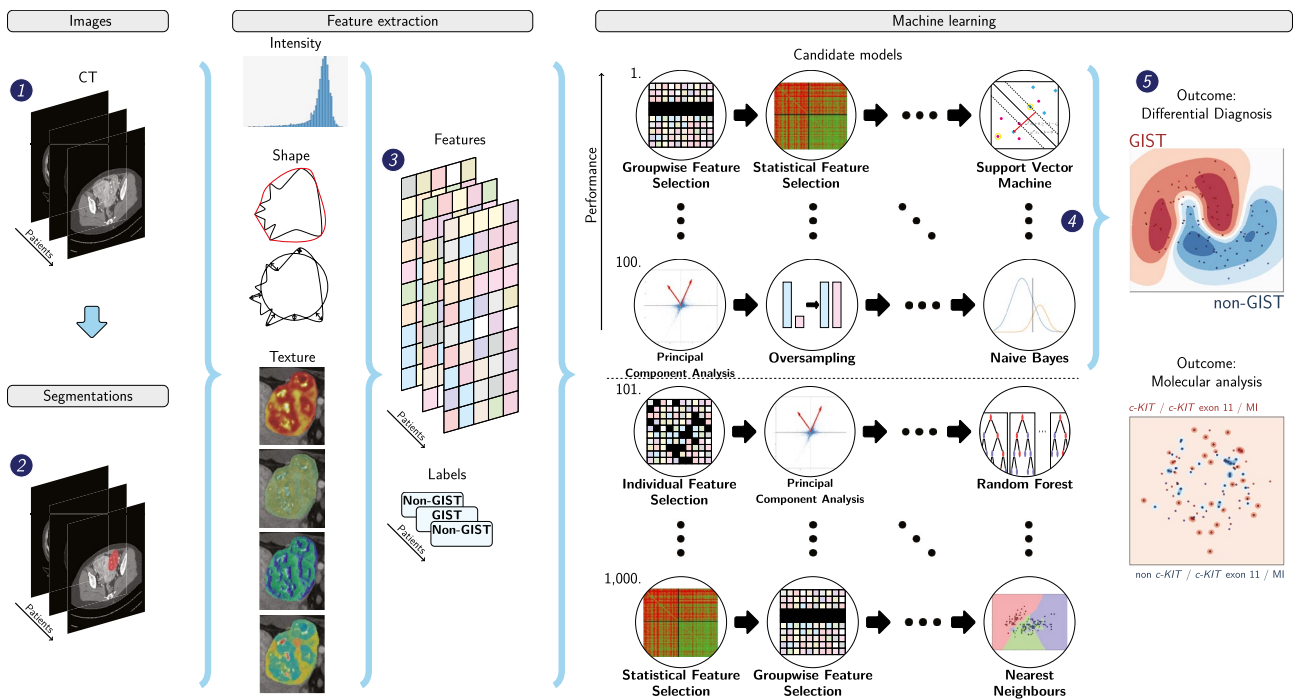 Images
Feature extraction
Machine learning
1
CT
Patients
Segmentations
2
Patients
Intensity
Shape
Texture
3
Features
Patients
Labels
Non-GIST
GIST
Non-GIST
Patients
Candidate models
Performance
1.
Groupwise Feature
Selection
Statistical Feature
Selection
Support Vector
Machine
4
100.
Principal
Component Analysis
Oversampling
Naive Bayes
101.
Individual Feature
Selection
Principal
Component Analysis
...
Random Forest
1,000.
Statistical Feature
Selection
Groupwise Feature
Selection
Nearest
Neighbours
5
Outcome:
Differential Diagnosis
GIST
non-GIST
Outcome:
Molecular analysis
c-KIT / c-KIT exon 11 / MI
non c-KIT / c-KIT exon 11 / MI